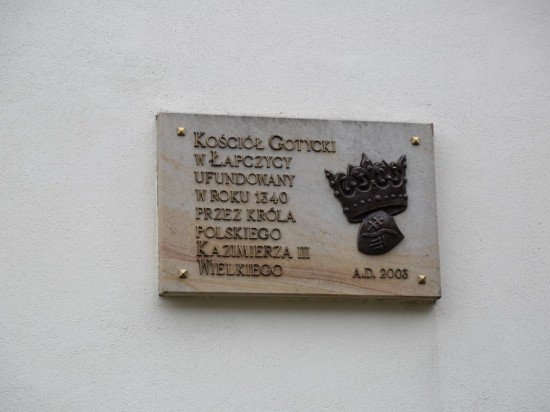 Kościół Gotycki
w Łapczycy
ufundowany
w roku 1340
przez króla
polskiego
Kazimierza III
Wielkiego
A.D. 2003